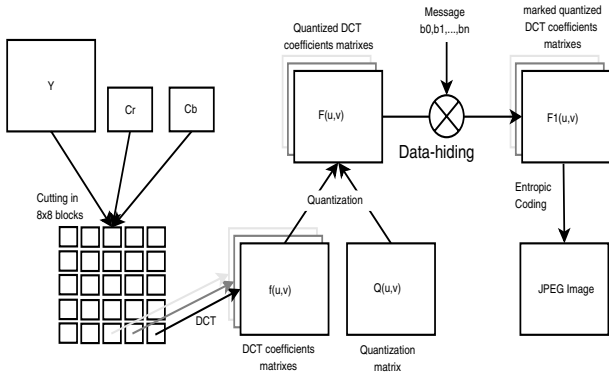 Quantized DCT
coefficients matrixes
Message
b0,b1,...,bn
marked quantized
DCT coefficients
matrixes
Y
Cr
Cb
F(u,v)
F1(u,v)
Data-hiding
Cutting in
8x8 blocks
Quantization
Entropic
Coding
f(u,v)
Q(u,v)
JPEG Image
DCT
DCT coefficients
matrixes
Quantization
matrix